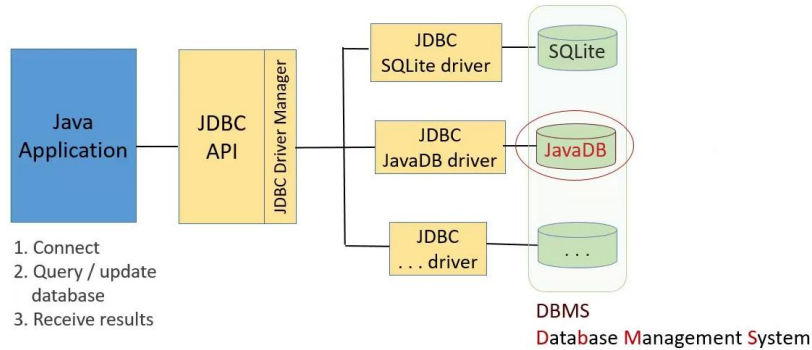 Java
Application
JDBC
API
JDBC Driver Manager
JDBC
SQLite driver
SQLite
JDBC
JavaDB driver
JavaDB
JDBC
... driver
...
1. Connect
2. Query / update
database
3. Receive results
DBMS
Database Management System